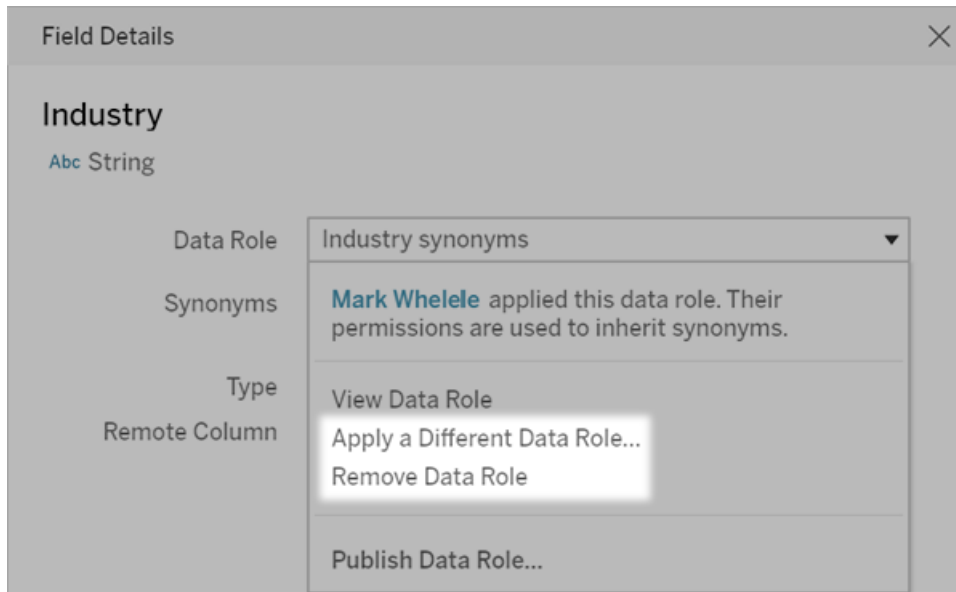 Field Details
Industry
Abc String
Data Role
Industry synonyms
Synonyms
Mark Whelele applied this data role. Their
permissions are used to inherit synonyms.
Type
View Data Role
Remote Column
Apply a Different Data Role...
Remove Data Role
Publish Data Role...